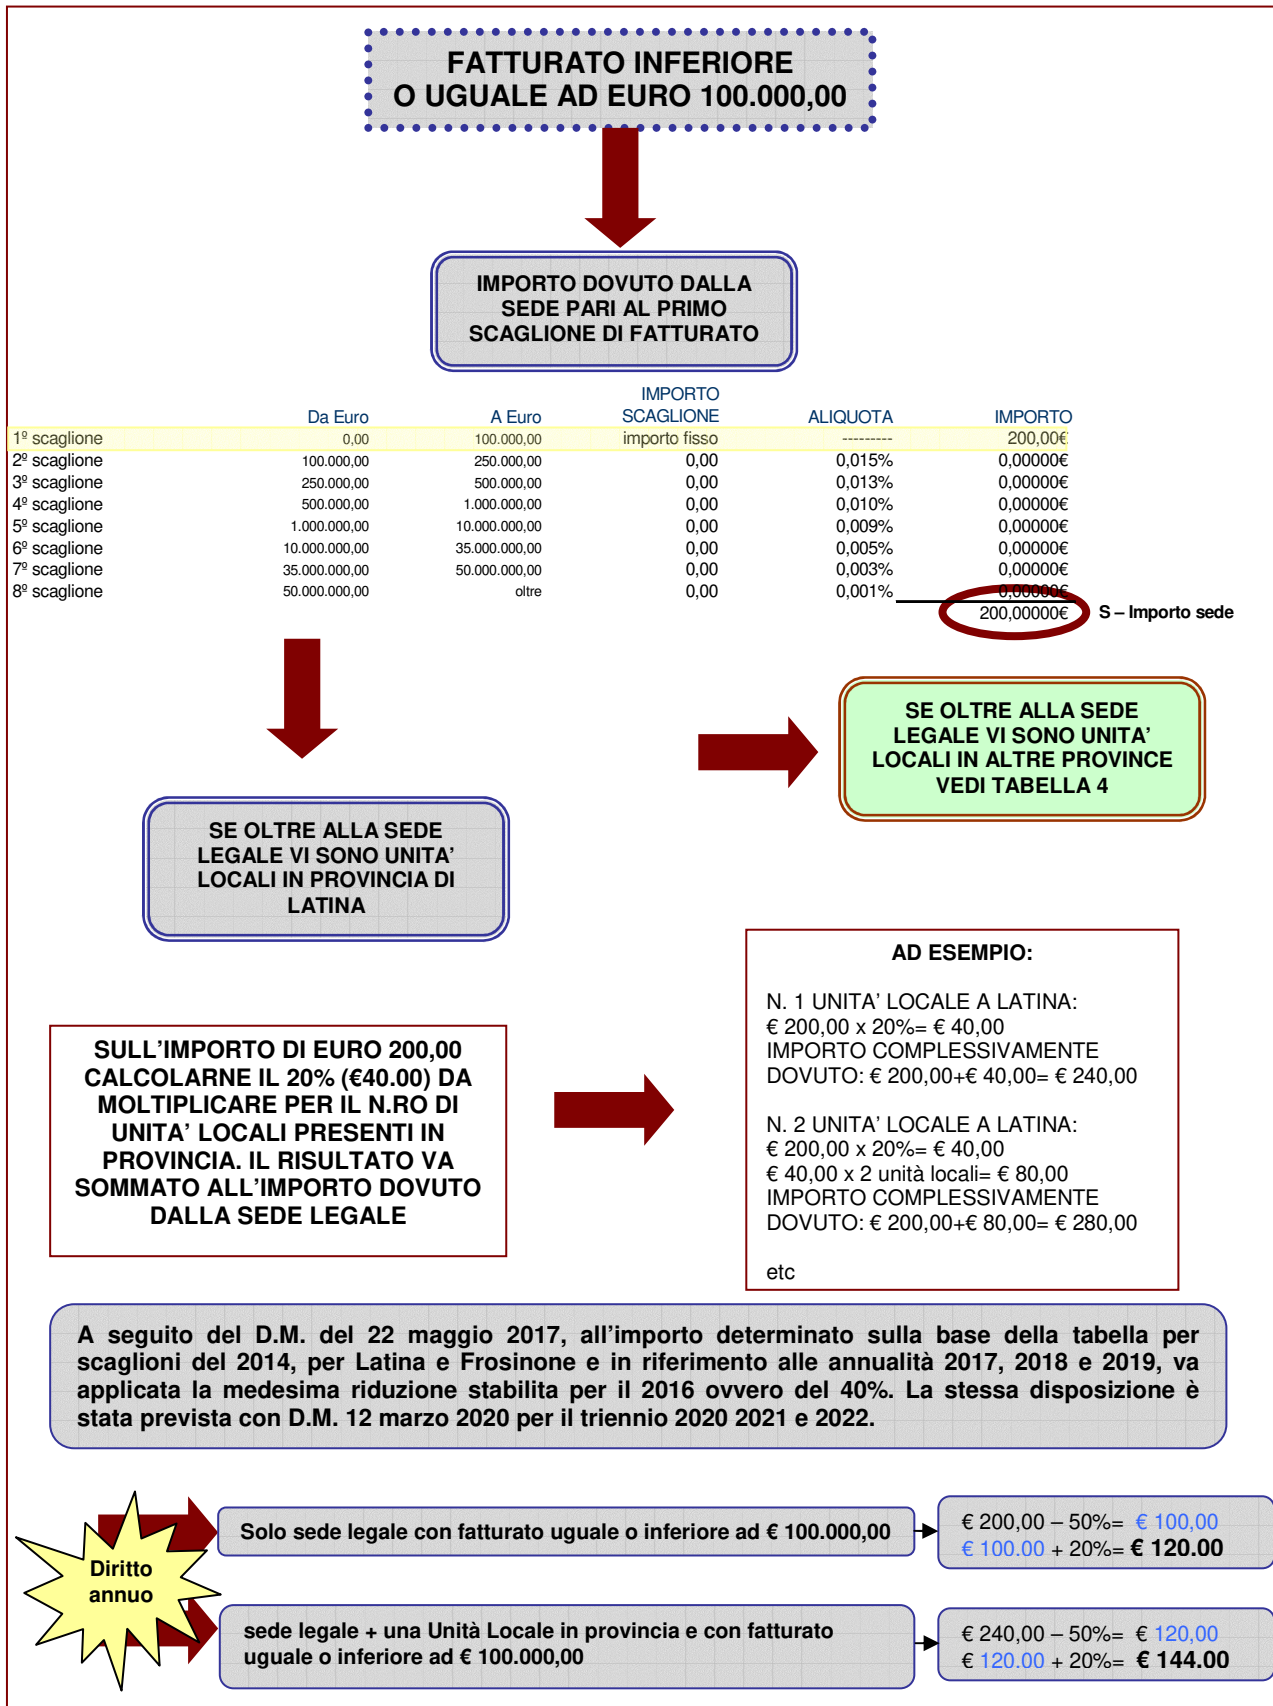 FATTURATO INFERIORE
O UGUALE AD EURO 100.000,00
IMPORTO DOVUTO DALLA
SEDE PARI AL PRIMO
SCAGLIONE DI FATTURATO
Da Euro A Euro IMPORTO SCAGLIONE ALIQUOTA IMPORTO
1º scaglione 0,00 100.000,00 importo fisso --------- 200,00€
2º scaglione 100.000,00 250.000,00 0,00 0,015% 0,00000€
3º scaglione 250.000,00 500.000,00 0,00 0,013% 0,00000€
4º scaglione 500.000,00 1.000.000,00 0,00 0,010% 0,00000€
5º scaglione 1.000.000,00 10.000.000,00 0,00 0,009% 0,00000€
6º scaglione 10.000.000,00 35.000.000,00 0,00 0,005% 0,00000€
7º scaglione 35.000.000,00 50.000.000,00 0,00 0,003% 0,00000€
8º scaglione 50.000.000,00 oltre 0,00 0,001% 0,00000€
200,00000€ S – Importo sede
SE OLTRE ALLA SEDE
LEGALE VI SONO UNITA’
LOCALI IN ALTRE PROVINCE
VEDI TABELLA 4
SE OLTRE ALLA SEDE
LEGALE VI SONO UNITA’
LOCALI IN PROVINCIA DI
LATINA
SULL’IMPORTO DI EURO 200,00
CALCOLARNE IL 20% (€40.00) DA
MOLTIPLICARE PER IL N.RO DI
UNITA’ LOCALI PRESENTI IN
PROVINCIA. IL RISULTATO VA
SOMMATO ALL’IMPORTO DOVUTO
DALLA SEDE LEGALE
AD ESEMPIO:
N. 1 UNITA’ LOCALE A LATINA:
€ 200,00 x 20%= € 40,00
IMPORTO COMPLESSIVAMENTE
DOVUTO: € 200,00+€ 40,00= € 240,00
N. 2 UNITA’ LOCALE A LATINA:
€ 200,00 x 20%= € 40,00
€ 40,00 x 2 unità locali= € 80,00
IMPORTO COMPLESSIVAMENTE
DOVUTO: € 200,00+€ 80,00= € 280,00
etc
A seguito del D.M. del 22 maggio 2017, all’importo determinato sulla base della tabella per
scaglioni del 2014, per Latina e Frosinone e in riferimento alle annualità 2017, 2018 e 2019, va
applicata la medesima riduzione stabilita per il 2016 ovvero del 40%. La stessa disposizione è
stata prevista con D.M. 12 marzo 2020 per il triennio 2020 2021 e 2022.
Diritto
annuo
Solo sede legale con fatturato uguale o inferiore ad € 100.000,00
€ 200,00 – 50%= € 100,00
€ 100.00 + 20%= € 120.00
sede legale + una Unità Locale in provincia e con fatturato
uguale o inferiore ad € 100.000,00
€ 240,00 – 50%= € 120,00
€ 120.00 + 20%= € 144.00